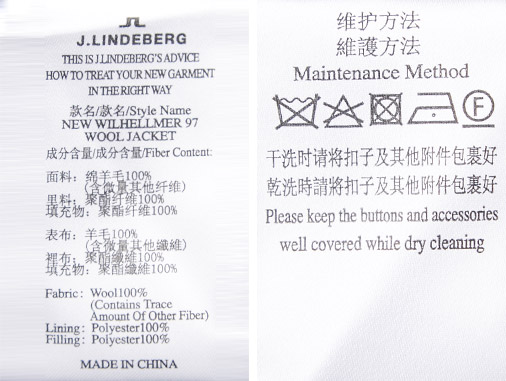 J.LINDEBERG
THIS IS J.LINDEBERG'S ADVICE
HOW TO TREAT YOUR NEW GARMENT
IN THE RIGHT WAY
款名/款名/Style Name
NEW WILHELLMER 97
WOOL JACKET
成分含量/成分含量/Fiber Content:
面料：绵羊毛100%
(含微量其他纤维)
里料：聚酯纤维100%
填充物：聚酯纤维100%
表布：羊毛100%
(含微量其他纖維)
裡布：聚酯纖維100%
填充物：聚酯纖維100%
Fabric: Wool100%
(Contains Trace
Amount Of Other Fiber)
Lining: Polyester100%
Filling: Polyester100%
MADE IN CHINA
维护方法
維護方法
Maintenance Method
F
干洗时请将扣子及其他附件包裹好
乾洗時請將扣子及其他附件包裹好
Please keep the buttons and accessories
well covered while dry cleaning